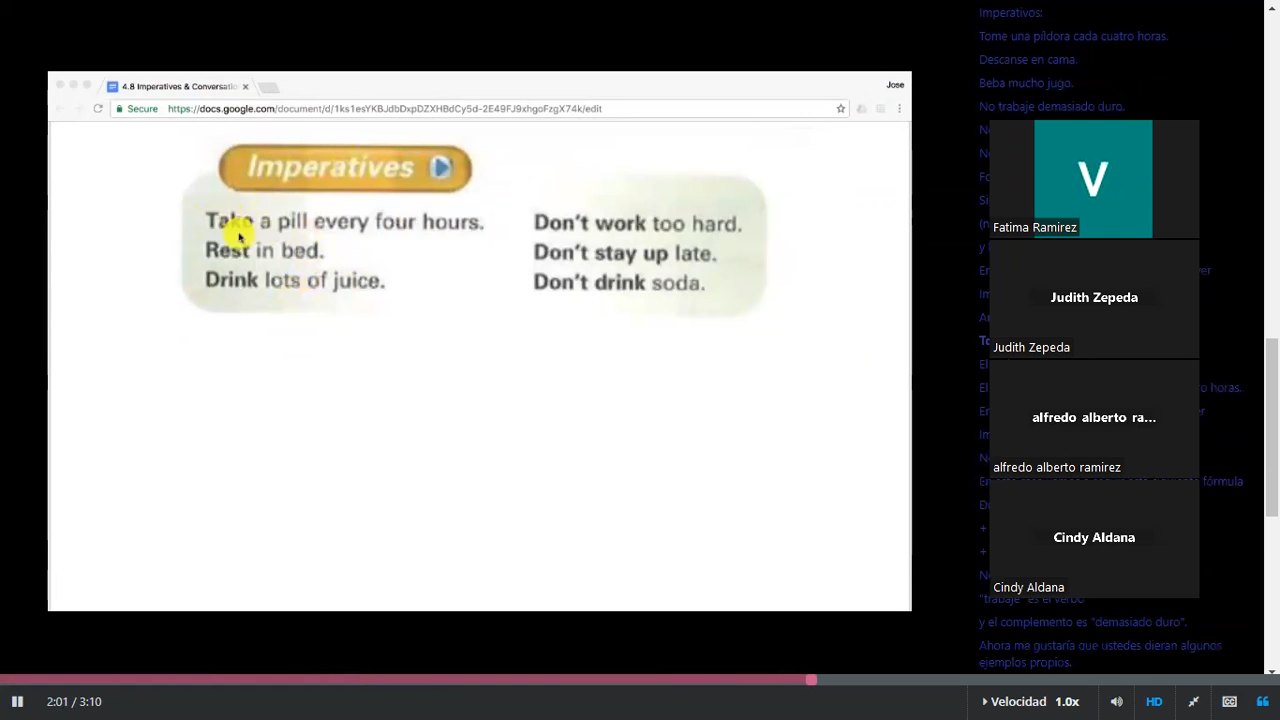 4.8 Imperatives & Conversatio
Jose
Secure https://docs.google.com/document/d/1ks1esYKBJdbDxpDZXHBdCy5d-2E49FJ9xhgoFzgX74k/edit
Imperatives
Take a pill every four hours.
Rest in bed.
Drink lots of juice.
Don't work too hard.
Don't stay up late.
Don't drink soda.
Imperativos:
Tome una píldora cada cuatro horas.
Descanse en cama.
Beba mucho jugo.
No trabaje demasiado duro.
V
Fatima Ramirez
Judith Zepeda
Judith Zepeda
alfredo alberto ra...
alfredo alberto ramirez
Cindy Aldana
Cindy Aldana
horas.
fórmula
+
+
"trabaje" es el verbo
y el complemento es "demasiado duro".
Ahora me gustaría que ustedes dieran algunos
ejemplos propios.
2:01 / 3:10
Velocidad 1.0x
HD
CC